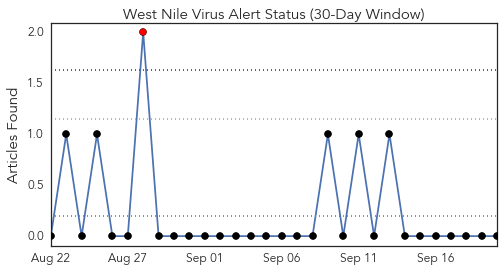 West Nile Virus Alert Status (30-Day Window)
Articles Found
2.0
1.5
1.0
0.5
0.0
Aug 22 Aug 27 Sep 01 Sep 06 Sep 11 Sep 16